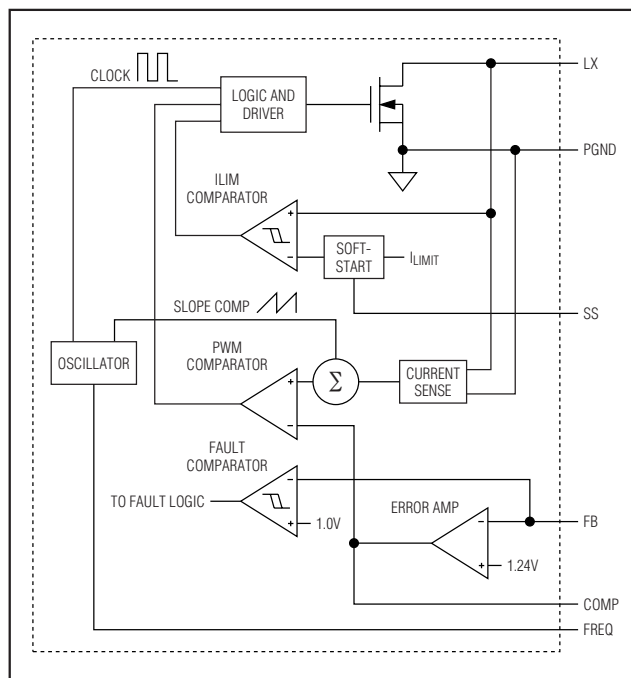 LX
CLOCK
LOGIC AND
DRIVER
PGND
ILIM
COMPARATOR
+
−
SOFT-
START
ILIMIT
SS
SLOPE COMP
OSCILLATOR
PWM
COMPARATOR
+
−
Σ
CURRENT
SENSE
FAULT
COMPARATOR
−
+
TO FAULT LOGIC
1.0V
ERROR AMP
−
+
FB
1.24V
COMP
FREQ